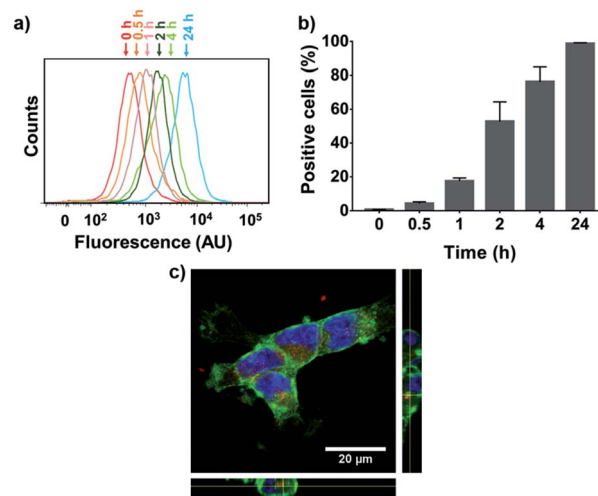 a)
0 h
0.5 h
1 h
2 h
4 h
24 h
Counts
0 10² 10³ 10⁴ 10⁵
Fluorescence (AU)
b)
Positive cells (%)
100
80
60
40
20
0
0 0.5 1 2 4 24
Time (h)
c)
20 µm